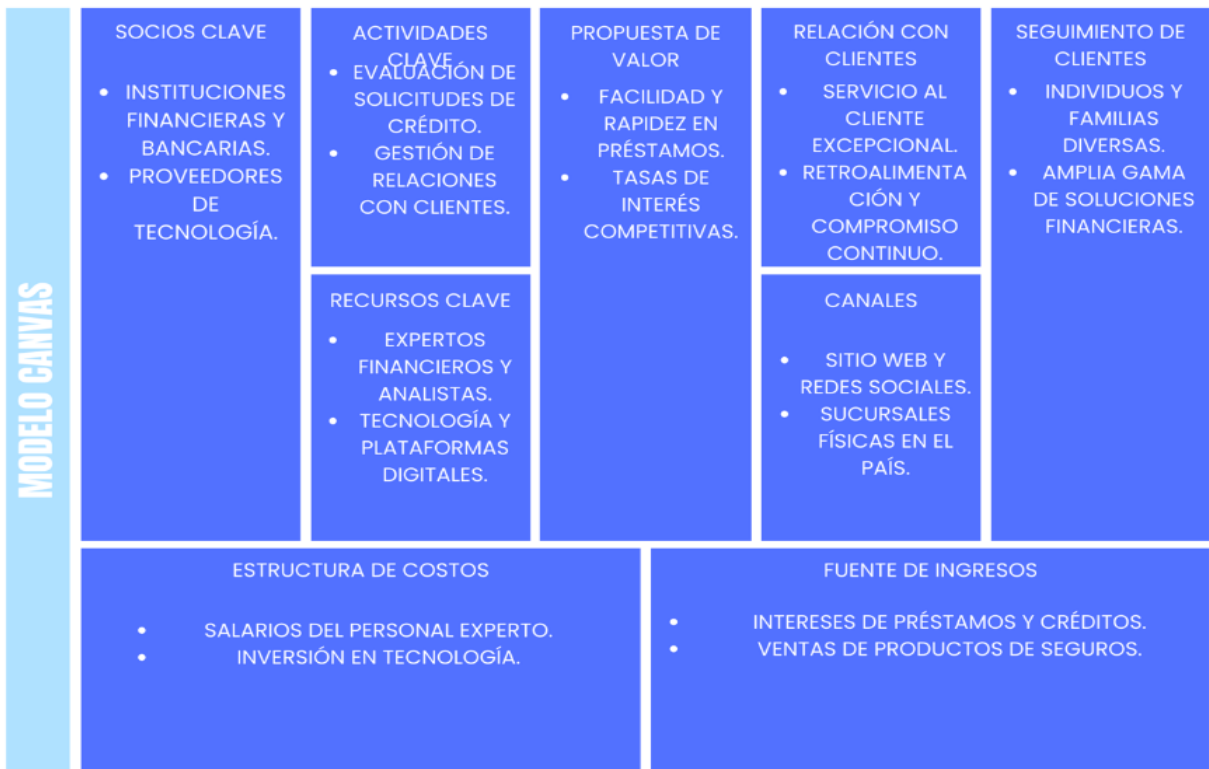 MODELO CANVAS
SOCIOS CLAVE
• INSTITUCIONES
FINANCIERAS Y
BANCARIAS.
• PROVEEDORES
DE
TECNOLOGÍA.
ACTIVIDADES
CLAVE
• EVALUACIÓN DE
SOLICITUDES DE
CRÉDITO.
• GESTIÓN DE
RELACIONES
CON CLIENTES.
RECURSOS CLAVE
• EXPERTOS
FINANCIEROS Y
ANALISTAS.
• TECNOLOGÍA Y
PLATAFORMAS
DIGITALES.
PROPUESTA DE
VALOR
• FACILIDAD Y
RAPIDEZ EN
PRÉSTAMOS.
• TASAS DE
INTERÉS
COMPETITIVAS.
RELACIÓN CON
CLIENTES
• SERVICIO AL
CLIENTE
EXCEPCIONAL.
• RETROALIMENTA
CIÓN Y
COMPROMISO
CONTINUO.
CANALES
• SITIO WEB Y
REDES SOCIALES.
• SUCURSALES
FÍSICAS EN EL
PAÍS.
SEGUIMIENTO DE
CLIENTES
• INDIVIDUOS Y
FAMILIAS
DIVERSAS.
• AMPLIA GAMA
DE SOLUCIONES
FINANCIERAS.
ESTRUCTURA DE COSTOS
• SALARIOS DEL PERSONAL EXPERTO.
• INVERSIÓN EN TECNOLOGÍA.
FUENTE DE INGRESOS
• INTERESES DE PRÉSTAMOS Y CRÉDITOS.
• VENTAS DE PRODUCTOS DE SEGUROS.